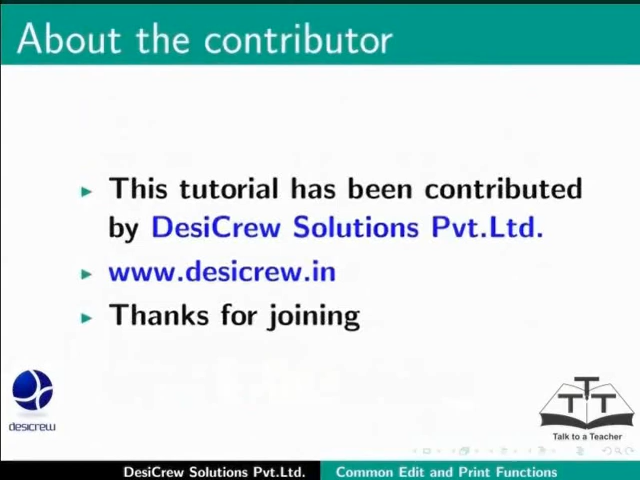 About the contributor
This tutorial has been contributed
by DesiCrew Solutions Pvt.Ltd.
www.desicrew.in
Thanks for joining
desicrew
TTT
Talk to a Teacher
DesiCrew Solutions Pvt.Ltd. Common Edit and Print Functions